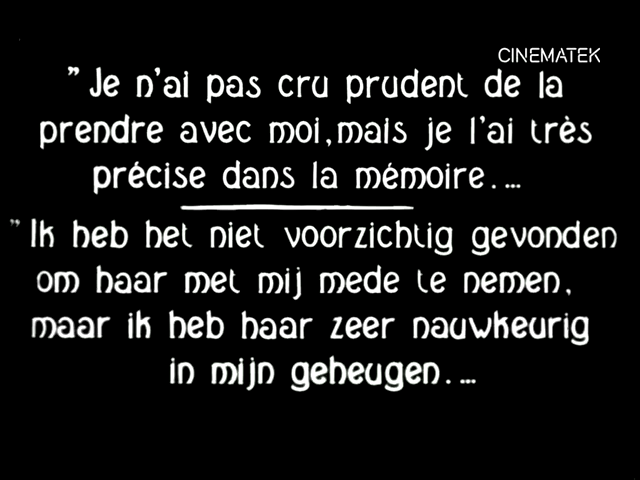 CINEMATEK
"Je n'ai pas cru prudent de la
prendre avec moi, mais je l'ai très
précise dans la mémoire. ...
"Ik heb het niet voorzichtig gevonden
om haar met mij mede te nemen,
maar ik heb haar zeer nauwkeurig
in mijn geheugen. ...